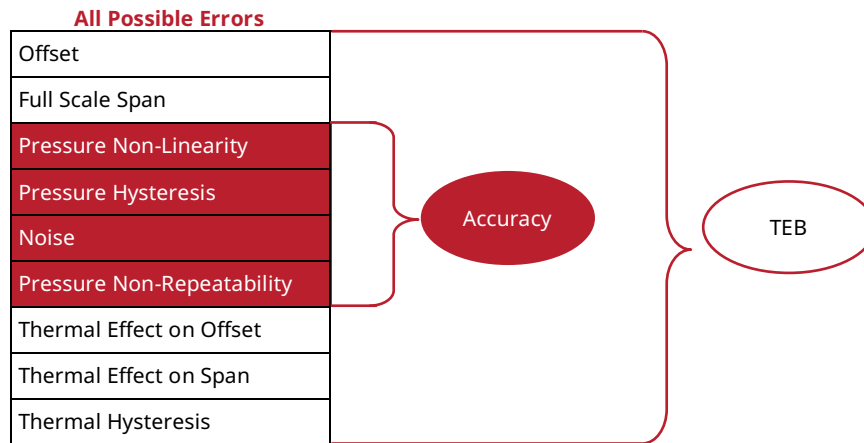 All Possible Errors
Offset
Full Scale Span
Pressure Non-Linearity
Pressure Hysteresis
Noise
Pressure Non-Repeatability
Thermal Effect on Offset
Thermal Effect on Span
Thermal Hysteresis
Accuracy
TEB